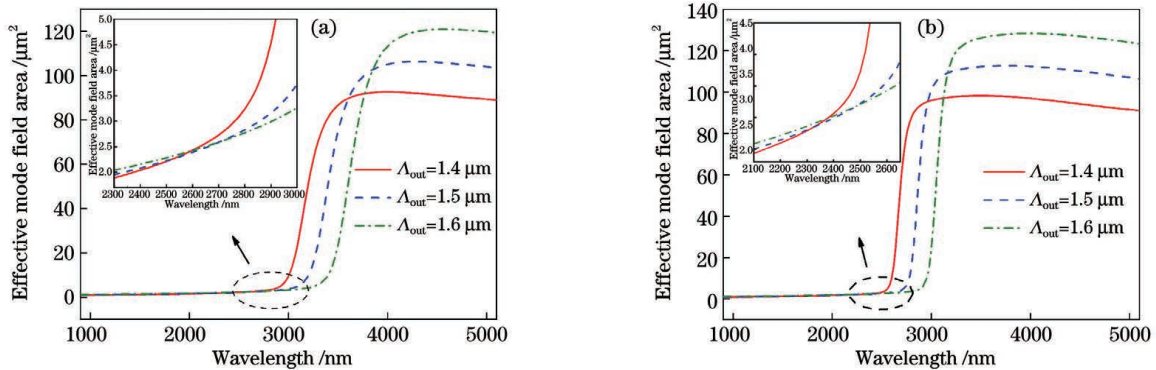 (a)
Effective mode field area /μm²
120
100
80
60
40
20
0
1000
2000
3000
4000
5000
Wavelength /nm
Effective mode field area /μm²
5.0
4.5
4.0
3.5
3.0
2.5
2.0
2300 2400 2500 2600 2700 2800 2900 3000
Wavelength /nm
Λout=1.4 μm
Λout=1.5 μm
Λout=1.6 μm
(b)
Effective mode field area /μm²
140
120
100
80
60
40
20
0
1000
2000
3000
4000
5000
Wavelength /nm
Effective mode field area /μm²
4.5
4.0
3.5
3.0
2.5
2.0
2100 2200 2300 2400 2500 2600
Wavelength /nm
Λout=1.4 μm
Λout=1.5 μm
Λout=1.6 μm